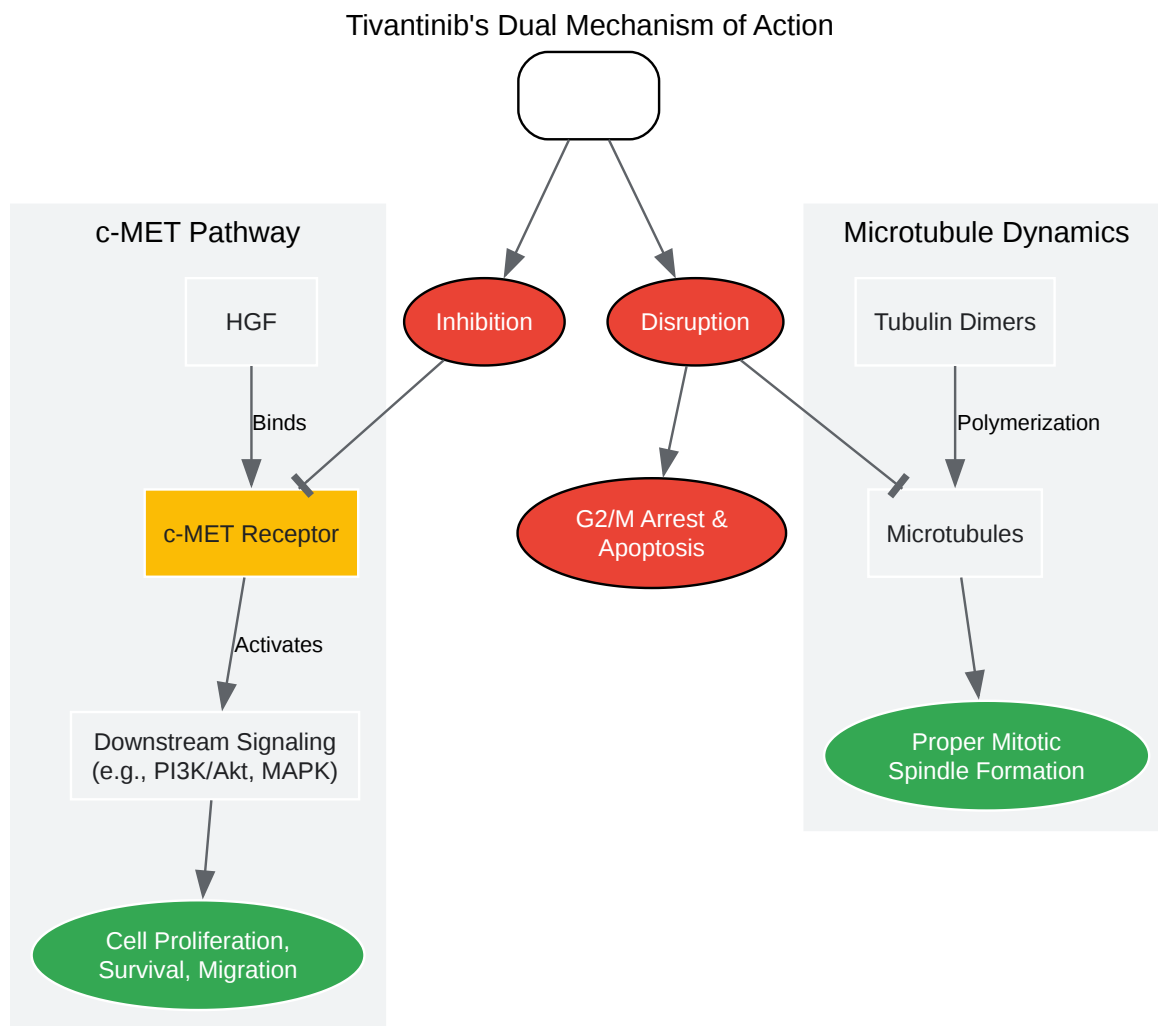 Tivantinib's Dual Mechanism of Action
c-MET Pathway
Microtubule Dynamics
HGF
Inhibition
Disruption
Tubulin Dimers
Binds
Polymerization
c-MET Receptor
G2/M Arrest &
Apoptosis
Microtubules
Activates
Downstream Signaling
(e.g., PI3K/Akt, MAPK)
Proper Mitotic
Spindle Formation
Cell Proliferation,
Survival, Migration